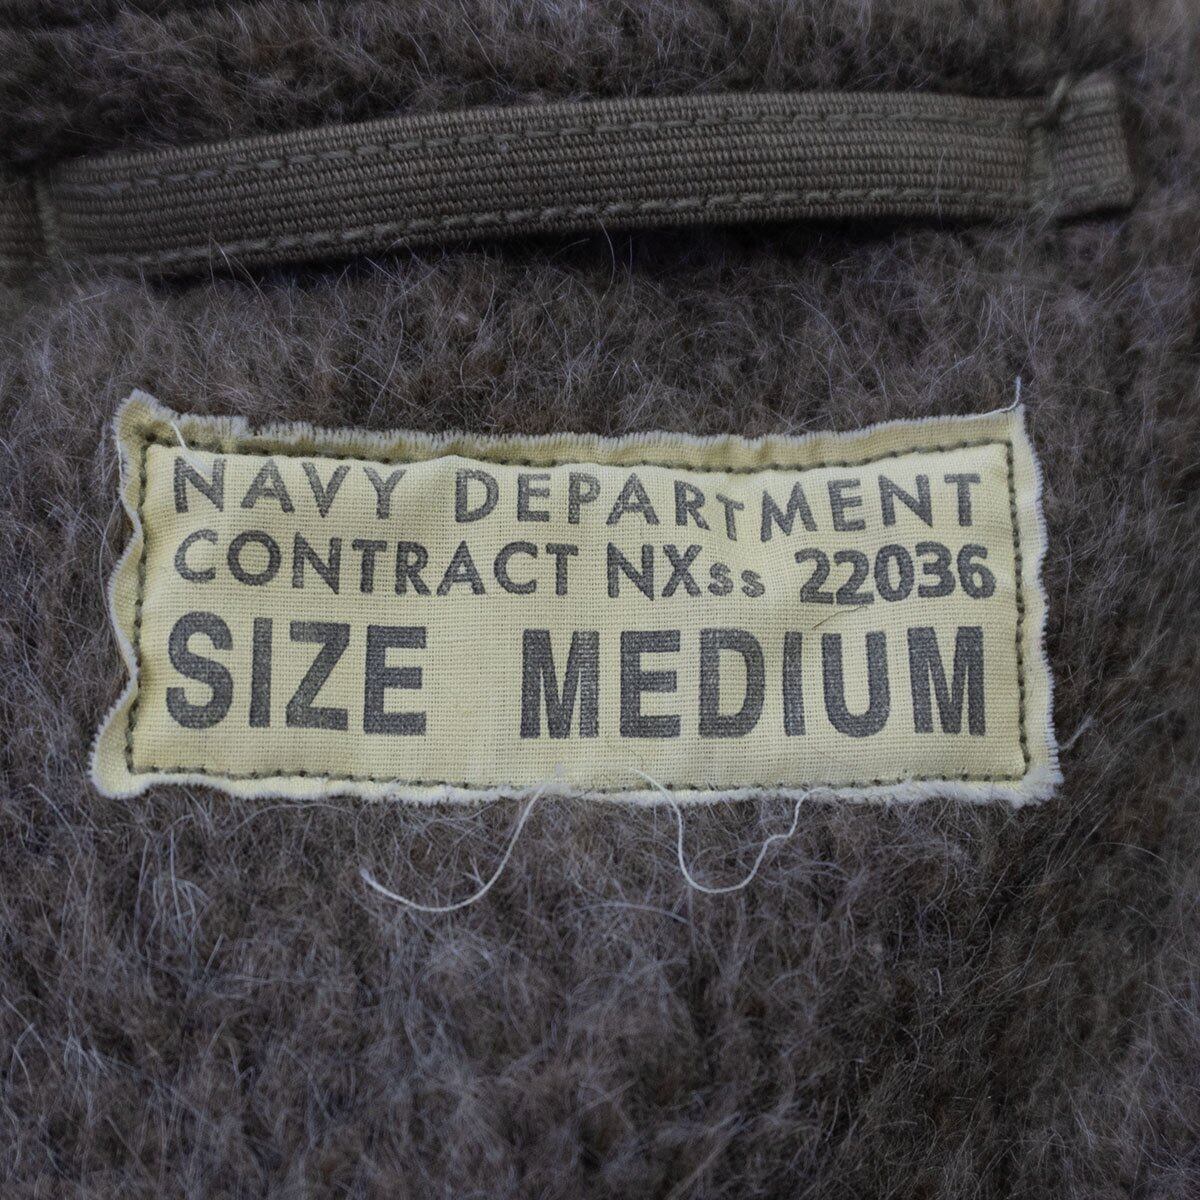 NAVY DEPARTMENT
CONTRACT NXss 22036
SIZE MEDIUM